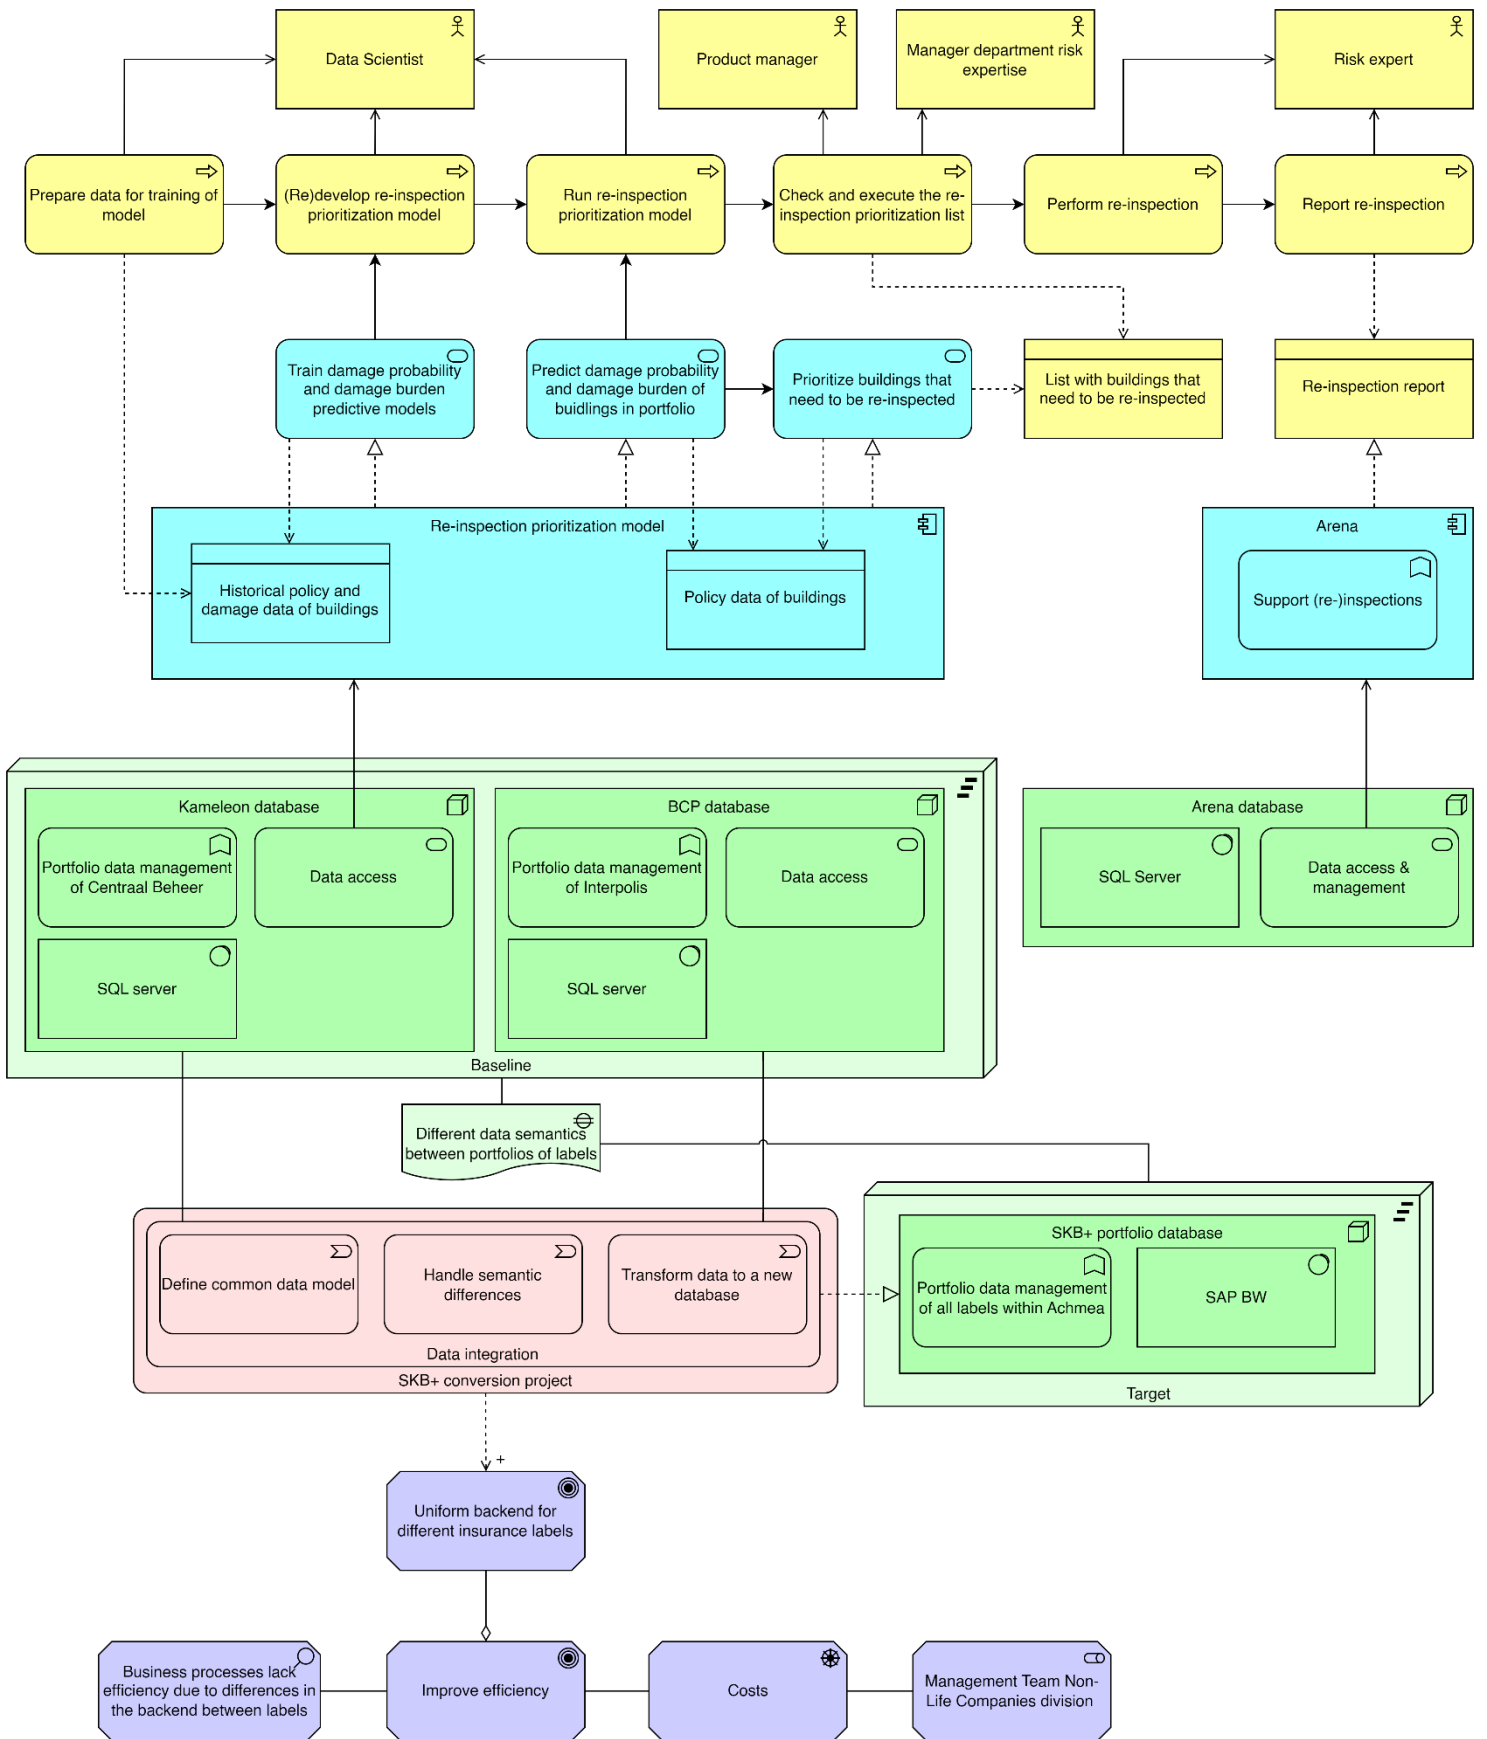 Data Scientist
Product manager
Manager department risk
expertise
Risk expert
Prepare data for training of
model
(Re)develop re-inspection
prioritization model
Run re-inspection
prioritization model
Check and execute the re-
inspection prioritization list
Perform re-inspection
Report re-inspection
Train damage probability
and damage burden
predictive models
Predict damage probability
and damage burden of
buidlings in portfolio
Prioritize buildings that
need to be re-inspected
List with buildings that
need to be re-inspected
Re-inspection report
Re-inspection prioritization model
Historical policy and
damage data of buildings
Policy data of buildings
Arena
Support (re-)inspections
Kameleon database
Portfolio data management
of Centraal Beheer
Data access
SQL server
BCP database
Portfolio data management
of Interpolis
Data access
SQL server
Baseline
Arena database
SQL Server
Data access &
management
Different data semantics
between portfolios of labels
Define common data model
Handle semantic
differences
Transform data to a new
database
Data integration
SKB+ conversion project
SKB+ portfolio database
Portfolio data management
of all labels within Achmea
SAP BW
Target
+
Uniform backend for
different insurance labels
Business processes lack
efficiency due to differences in
the backend between labels
Improve efficiency
Costs
Management Team Non-
Life Companies division